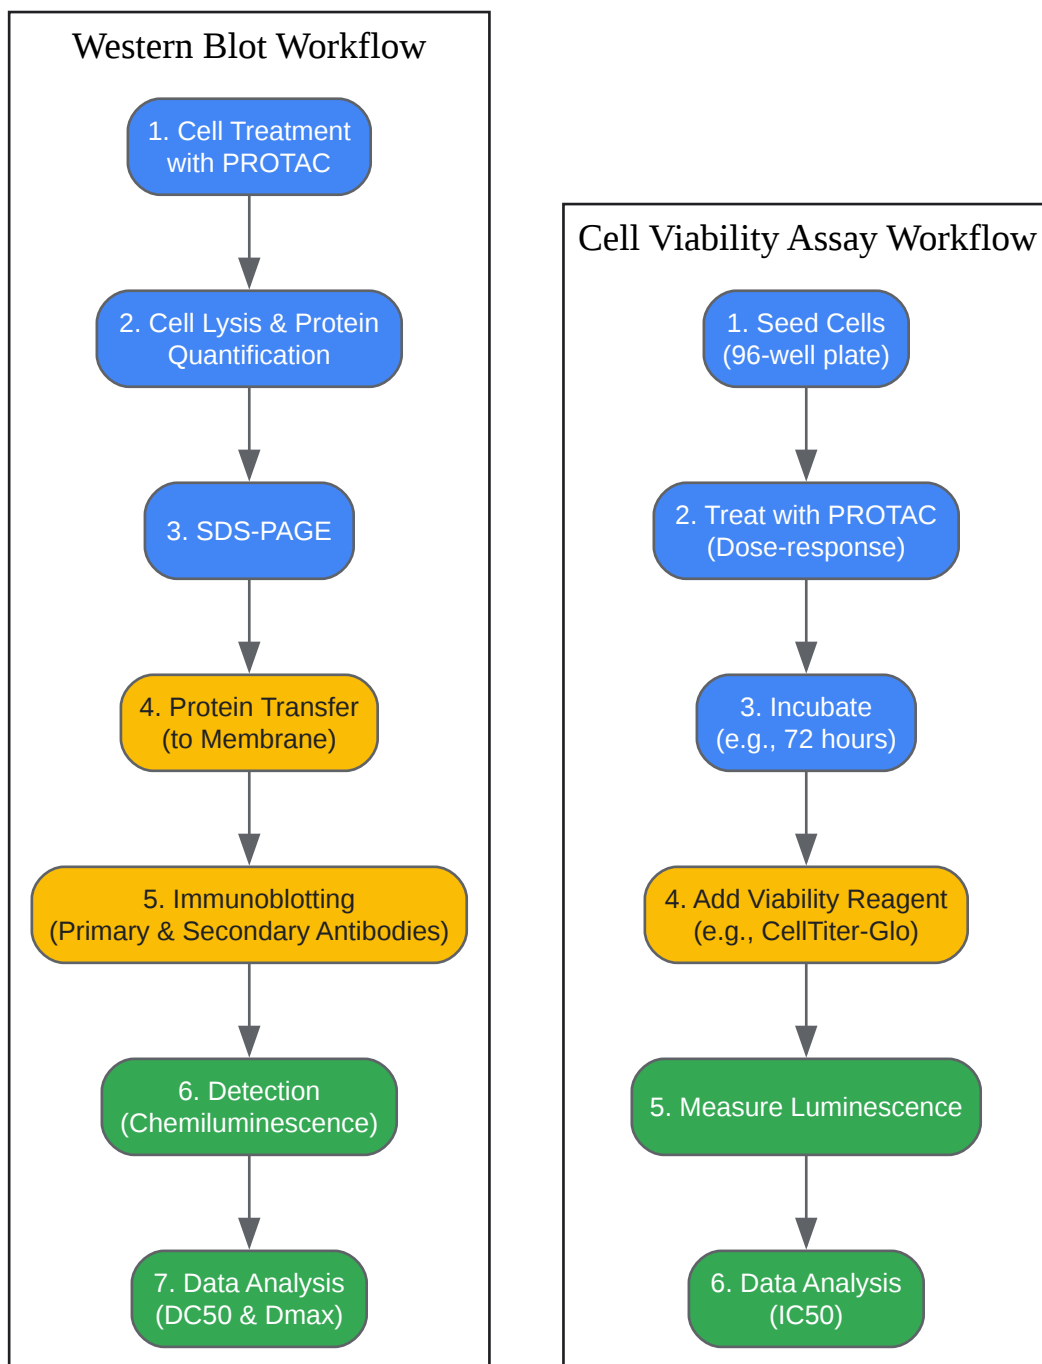 Western Blot Workflow
1. Cell Treatment
with PROTAC
2. Cell Lysis & Protein
Quantification
3. SDS-PAGE
4. Protein Transfer
(to Membrane)
5. Immunoblotting
(Primary & Secondary Antibodies)
6. Detection
(Chemiluminescence)
7. Data Analysis
(DC50 & Dmax)
Cell Viability Assay Workflow
1. Seed Cells
(96-well plate)
2. Treat with PROTAC
(Dose-response)
3. Incubate
(e.g., 72 hours)
4. Add Viability Reagent
(e.g., CellTiter-Glo)
5. Measure Luminescence
6. Data Analysis
(IC50)